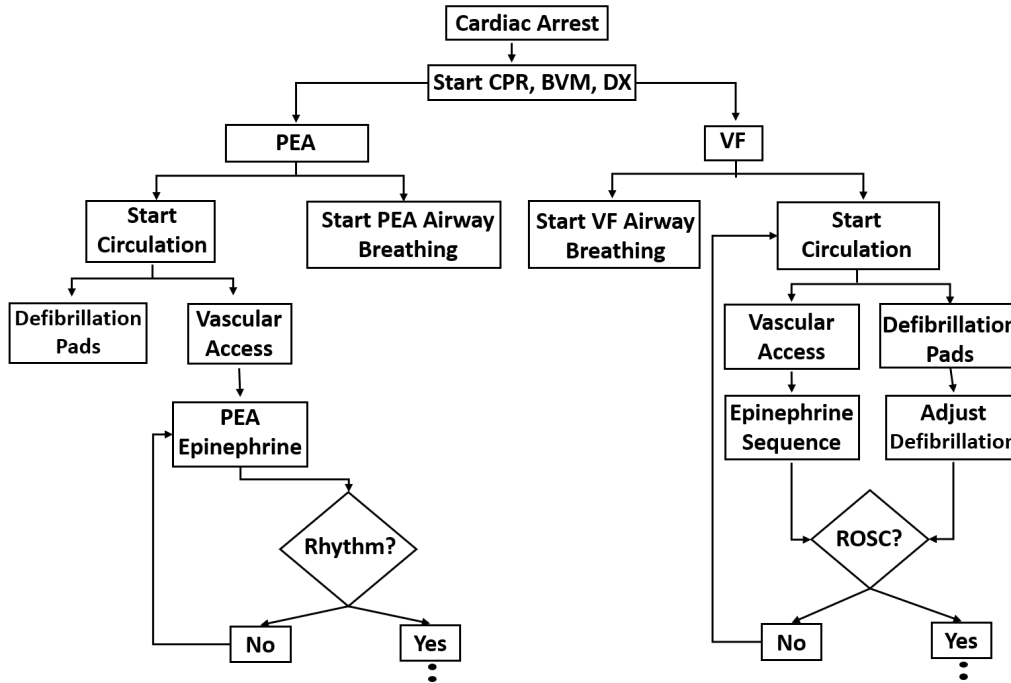 Cardiac Arrest
Start CPR, BVM, DX
PEA
VF
Start
Circulation
Start PEA Airway
Breathing
Start VF Airway
Breathing
Start
Circulation
Defibrillation
Pads
Vascular
Access
Vascular
Access
Defibrillation
Pads
PEA
Epinephrine
Epinephrine
Sequence
Adjust
Defibrillation
Rhythm?
ROSC?
No
Yes
No
Yes